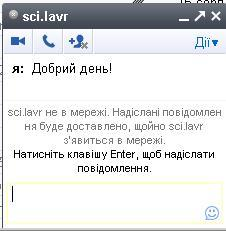 sci.lavr
Дії
я: Добрий день!
sci.lavr не в мережі. Надіслані повідомлен
ня буде доставлено, щойно sci.lavr
з'явиться в мережі.
Натисніть клавішу Enter, щоб надіслати
повідомлення.